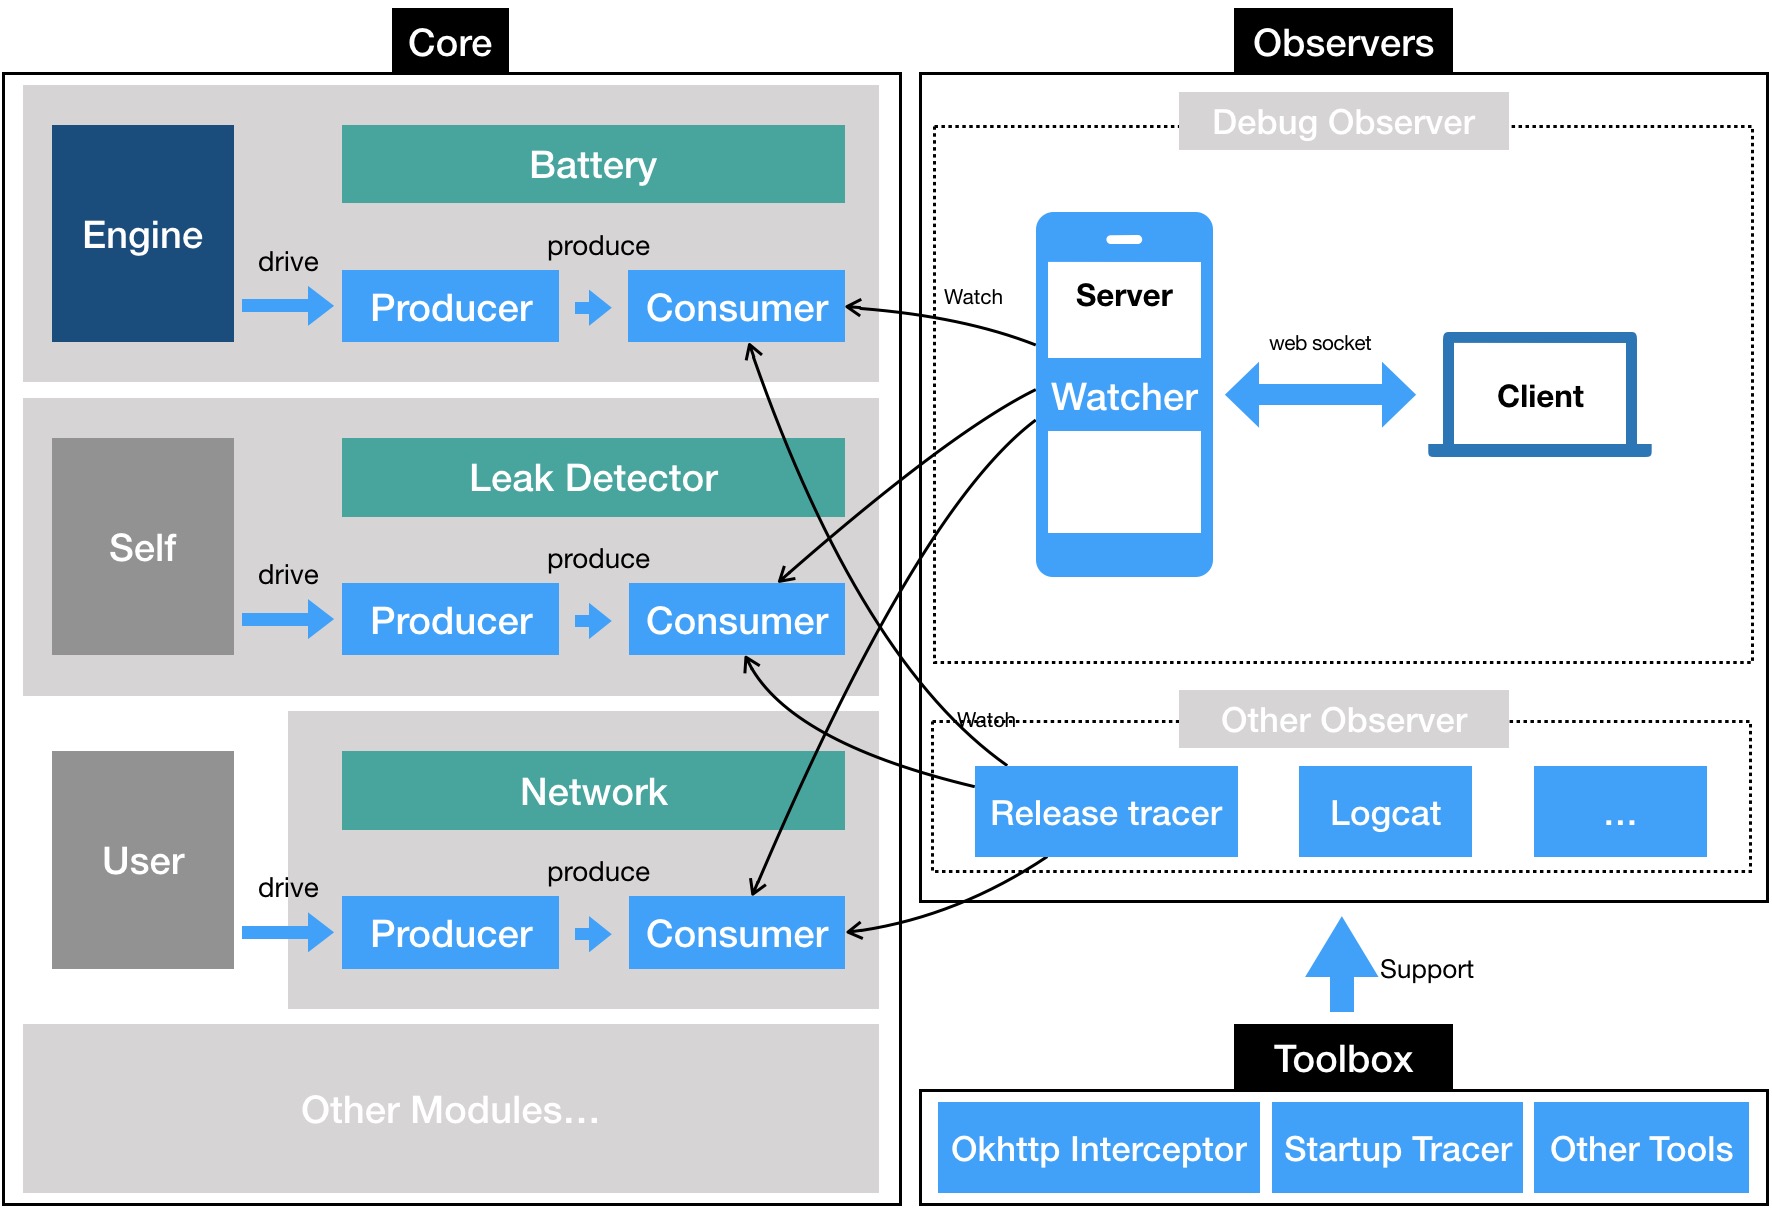 Core
Engine
Battery
drive
produce
Producer
Consumer
Self
Leak Detector
drive
produce
Producer
Consumer
User
Network
drive
produce
Producer
Consumer
Other Modules...
Observers
Debug Observer
Watch
Server
Watcher
web socket
Client
Other Observer
Watch
Release tracer
Logcat
...
Support
Toolbox
Okhttp Interceptor
Startup Tracer
Other Tools